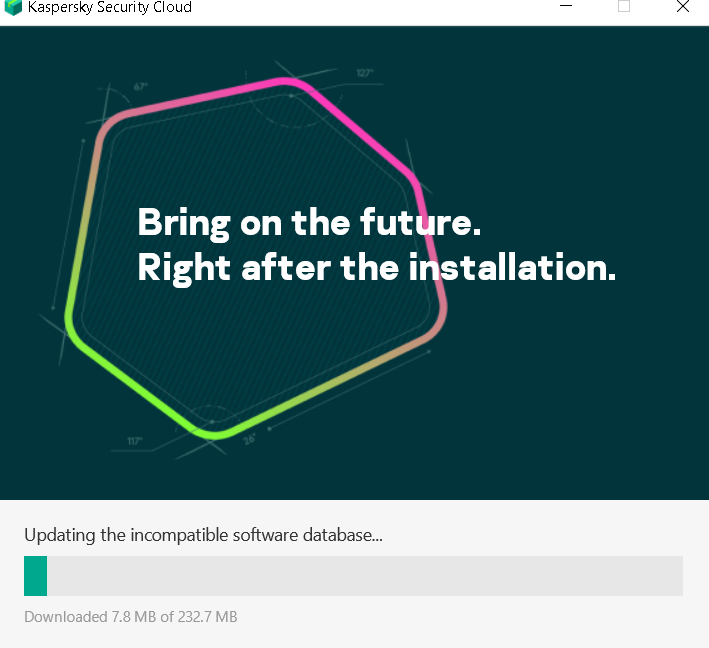 Kaspersky Security Cloud
67°
127°
Bring on the future.
Right after the installation.
117°
26°
Updating the incompatible software database...
Downloaded 7.8 MB of 232.7 MB